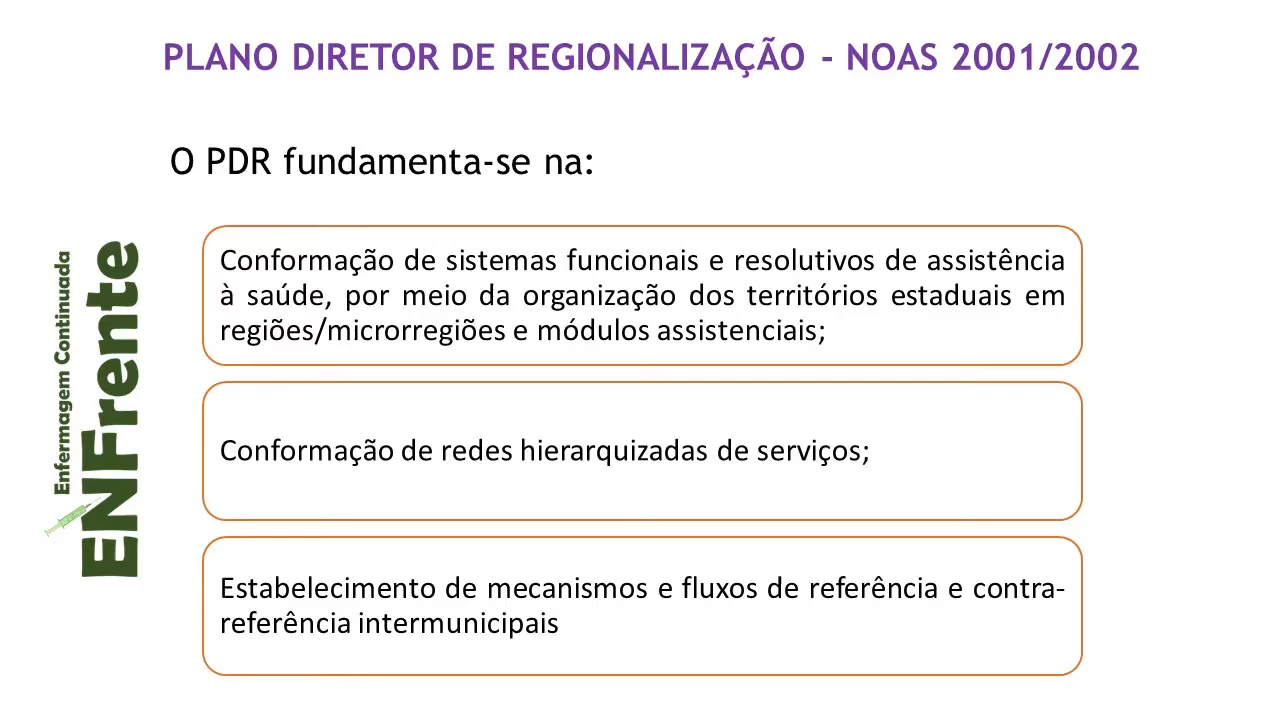 PLANO DIRETOR DE REGIONALIZAÇÃO - NOAS 2001/2002
O PDR fundamenta-se na:
Conformação de sistemas funcionais e resolutivos de assistência
à saúde, por meio da organização dos territórios estaduais em
regiões/microrregiões e módulos assistenciais;
Conformação de redes hierarquizadas de serviços;
Estabelecimento de mecanismos e fluxos de referência e contra-
referência intermunicipais
Enfermagem Continuada
ENFrente